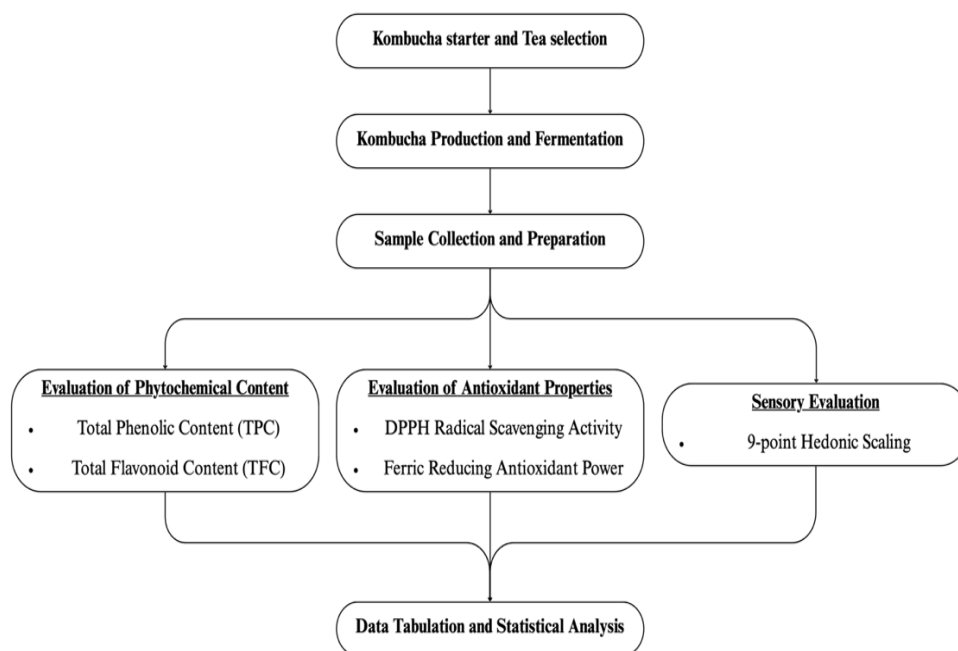 Kombucha starter and Tea selection
Kombucha Production and Fermentation
Sample Collection and Preparation
Evaluation of Phytochemical Content
• Total Phenolic Content (TPC)
• Total Flavonoid Content (TFC)
Evaluation of Antioxidant Properties
• DPPH Radical Scavenging Activity
• Ferric Reducing Antioxidant Power
Sensory Evaluation
• 9-point Hedonic Scaling
Data Tabulation and Statistical Analysis